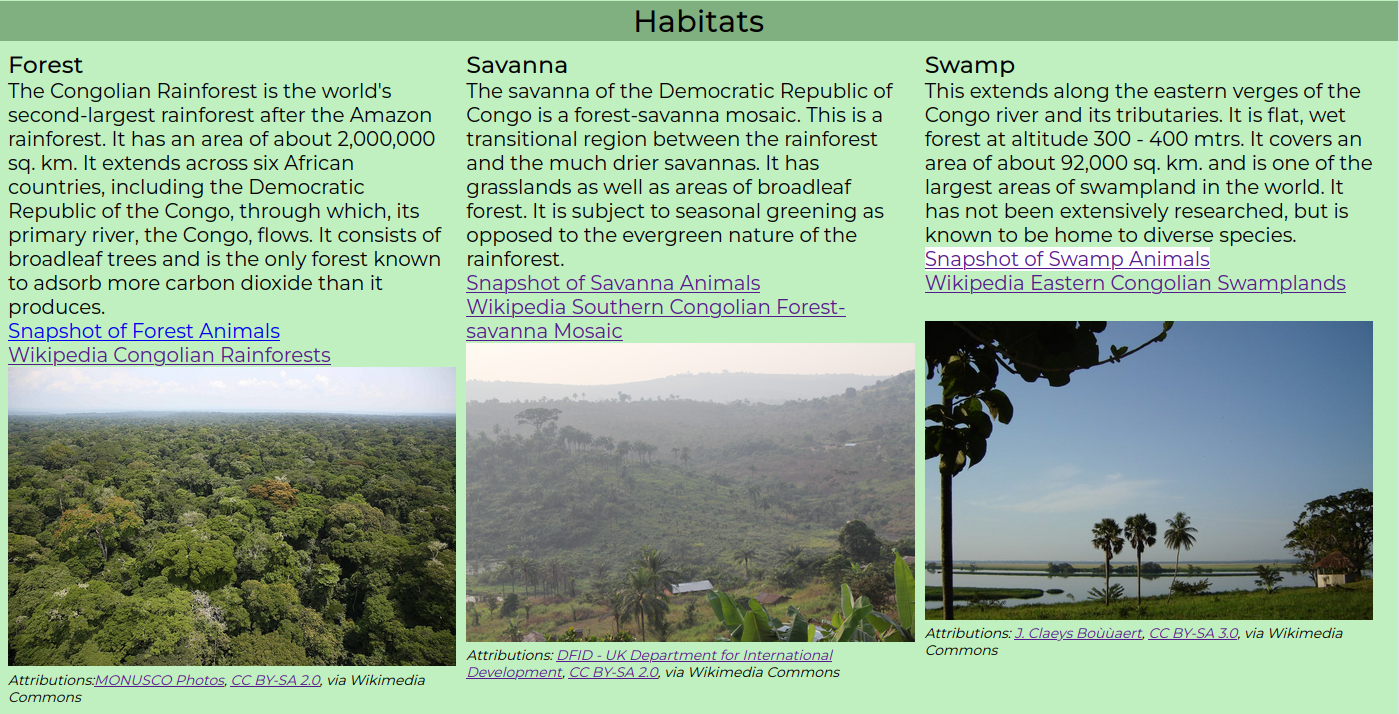 Habitats
Forest
The Congolian Rainforest is the world's
second-largest rainforest after the Amazon
rainforest. It has an area of about 2,000,000
sq. km. It extends across six African
countries, including the Democratic
Republic of the Congo, through which, its
primary river, the Congo, flows. It consists of
broadleaf trees and is the only forest known
to adsorb more carbon dioxide than it
produces.
Snapshot of Forest Animals
Wikipedia Congolian Rainforests
Attributions:MONUSCO Photos, CC BY-SA 2.0, via Wikimedia
Commons
Savanna
The savanna of the Democratic Republic of
Congo is a forest-savanna mosaic. This is a
transitional region between the rainforest
and the much drier savannas. It has
grasslands as well as areas of broadleaf
forest. It is subject to seasonal greening as
opposed to the evergreen nature of the
rainforest.
Snapshot of Savanna Animals
Wikipedia Southern Congolian Forest-
savanna Mosaic
Attributions: DFID - UK Department for International
Development, CC BY-SA 2.0, via Wikimedia Commons
Swamp
This extends along the eastern verges of the
Congo river and its tributaries. It is flat, wet
forest at altitude 300 - 400 mtrs. It covers an
area of about 92,000 sq. km. and is one of the
largest areas of swampland in the world. It
has not been extensively researched, but is
known to be home to diverse species.
Snapshot of Swamp Animals
Wikipedia Eastern Congolian Swamplands
Attributions: J. Claeys Boùùaert, CC BY-SA 3.0, via Wikimedia
Commons